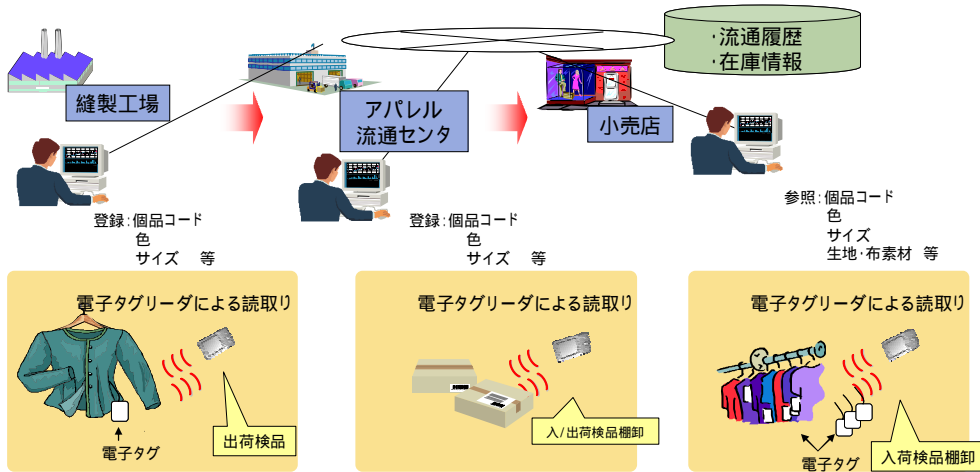 ・流通履歴
・在庫情報
縫製工場
アパレル
流通センタ
小売店
登録：個品コード
色
サイズ　等
登録：個品コード
色
サイズ　等
参照：個品コード
色
サイズ
生地・布素材　等
電子タグリーダによる読取り
出荷検品
電子タグ
電子タグリーダによる読取り
入/出荷検品棚卸
電子タグリーダによる読取り
電子タグ
入荷検品棚卸